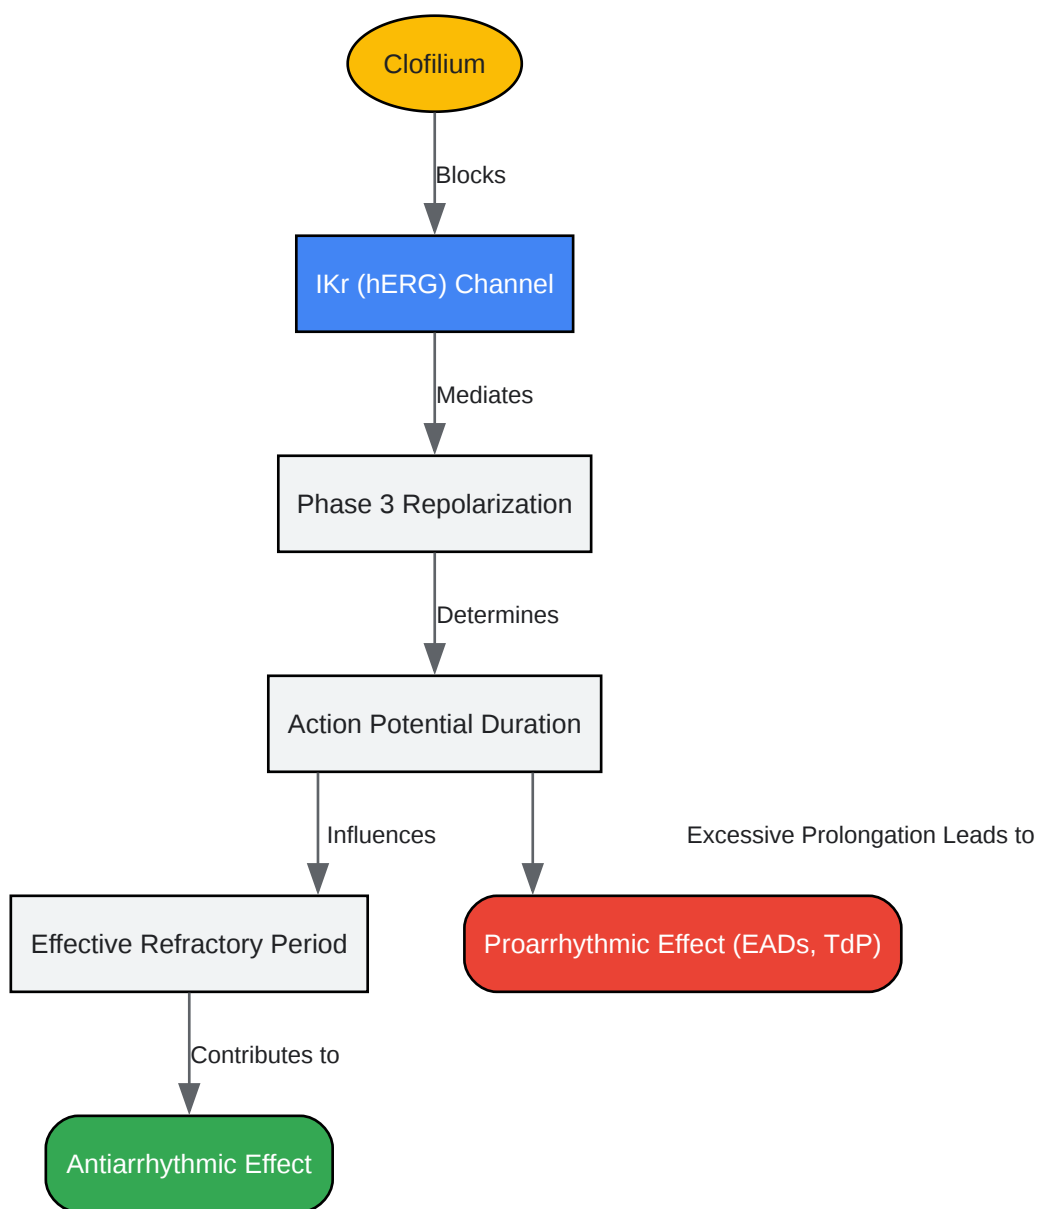 Clofilium
Blocks
IKr (hERG) Channel
Mediates
Phase 3 Repolarization
Determines
Action Potential Duration
Influences
Excessive Prolongation Leads to
Effective Refractory Period
Proarrhythmic Effect (EADs, TdP)
Contributes to
Antiarrhythmic Effect